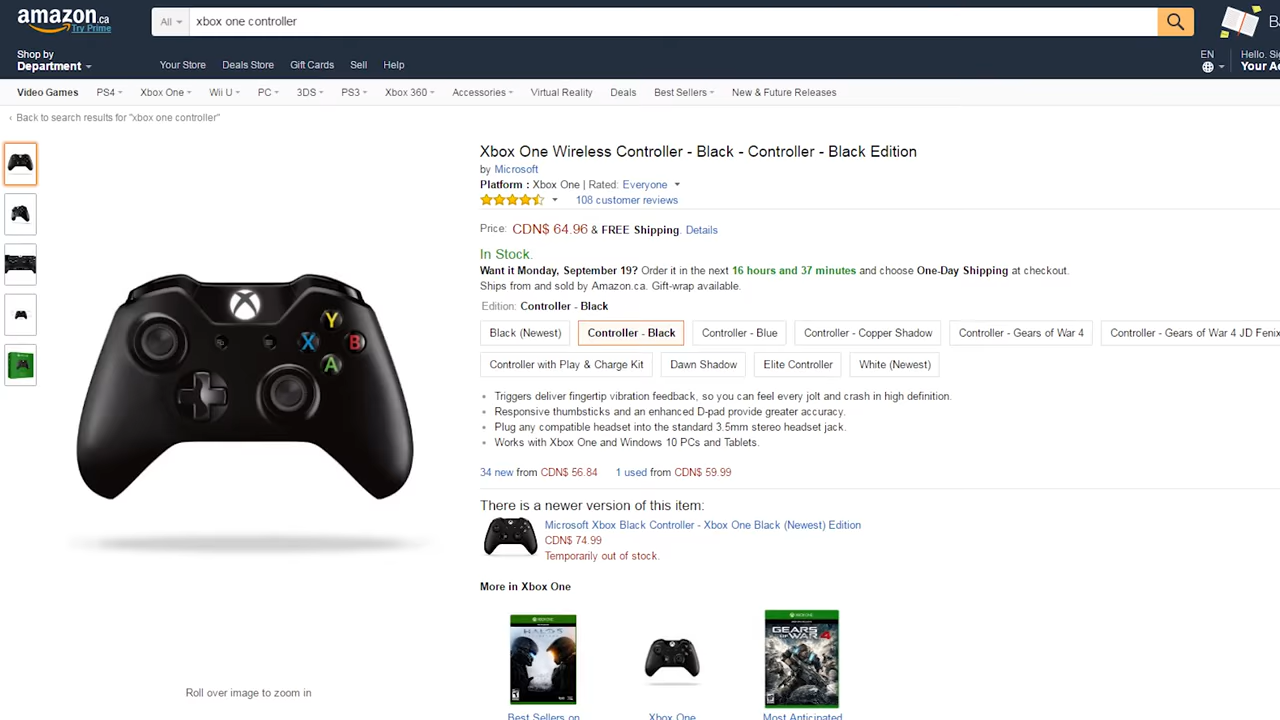 amazon.ca
Try Prime
All
xbox one controller
Shop by
Department
Your Store Deals Store Gift Cards Sell Help
EN
Hello.
Your
Video Games PS4 Xbox One Wii U PC 3DS PS3 Xbox 360 Accessories Virtual Reality Deals Best Sellers New & Future Releases
‹ Back to search results for "xbox one controller"
Xbox One Wireless Controller - Black - Controller - Black Edition
by Microsoft
Platform : Xbox One | Rated: Everyone
108 customer reviews
Price: CDN$ 64.96 & FREE Shipping. Details
In Stock.
Want it Monday, September 19? Order it in the next 16 hours and 37 minutes and choose One-Day Shipping at checkout.
Ships from and sold by Amazon.ca. Gift-wrap available.
Edition: Controller - Black
Black (Newest) Controller - Black Controller - Blue Controller - Copper Shadow Controller - Gears of War 4 Controller - Gears of War 4 JD Fenix
Controller with Play & Charge Kit Dawn Shadow Elite Controller White (Newest)
Y
X B
A
• Triggers deliver fingertip vibration feedback, so you can feel every jolt and crash in high definition.
• Responsive thumbsticks and an enhanced D-pad provide greater accuracy.
• Plug any compatible headset into the standard 3.5mm stereo headset jack.
• Works with Xbox One and Windows 10 PCs and Tablets.
34 new from CDN$ 56.84 1 used from CDN$ 59.99
There is a newer version of this item:
Microsoft Xbox Black Controller - Xbox One Black (Newest) Edition
CDN$ 74.99
Temporarily out of stock.
More in Xbox One
HALO 5
GEARS OF WAR 4
Roll over image to zoom in
Best Sellers on Xbox One Most Anticipated